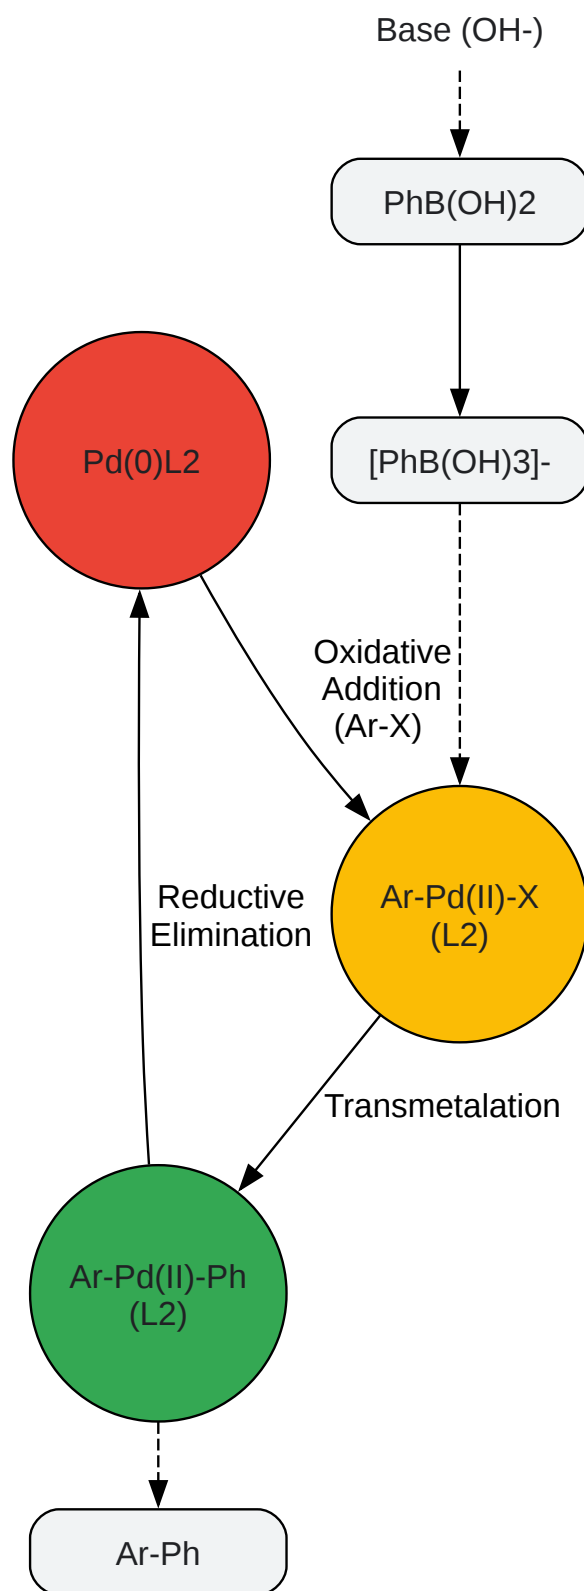 Base (OH-)
PhB(OH)2
Pd(0)L2
[PhB(OH)3]-
Oxidative
Addition
(Ar-X)
Reductive
Elimination
Ar-Pd(II)-X
(L2)
Transmetalation
Ar-Pd(II)-Ph
(L2)
Ar-Ph